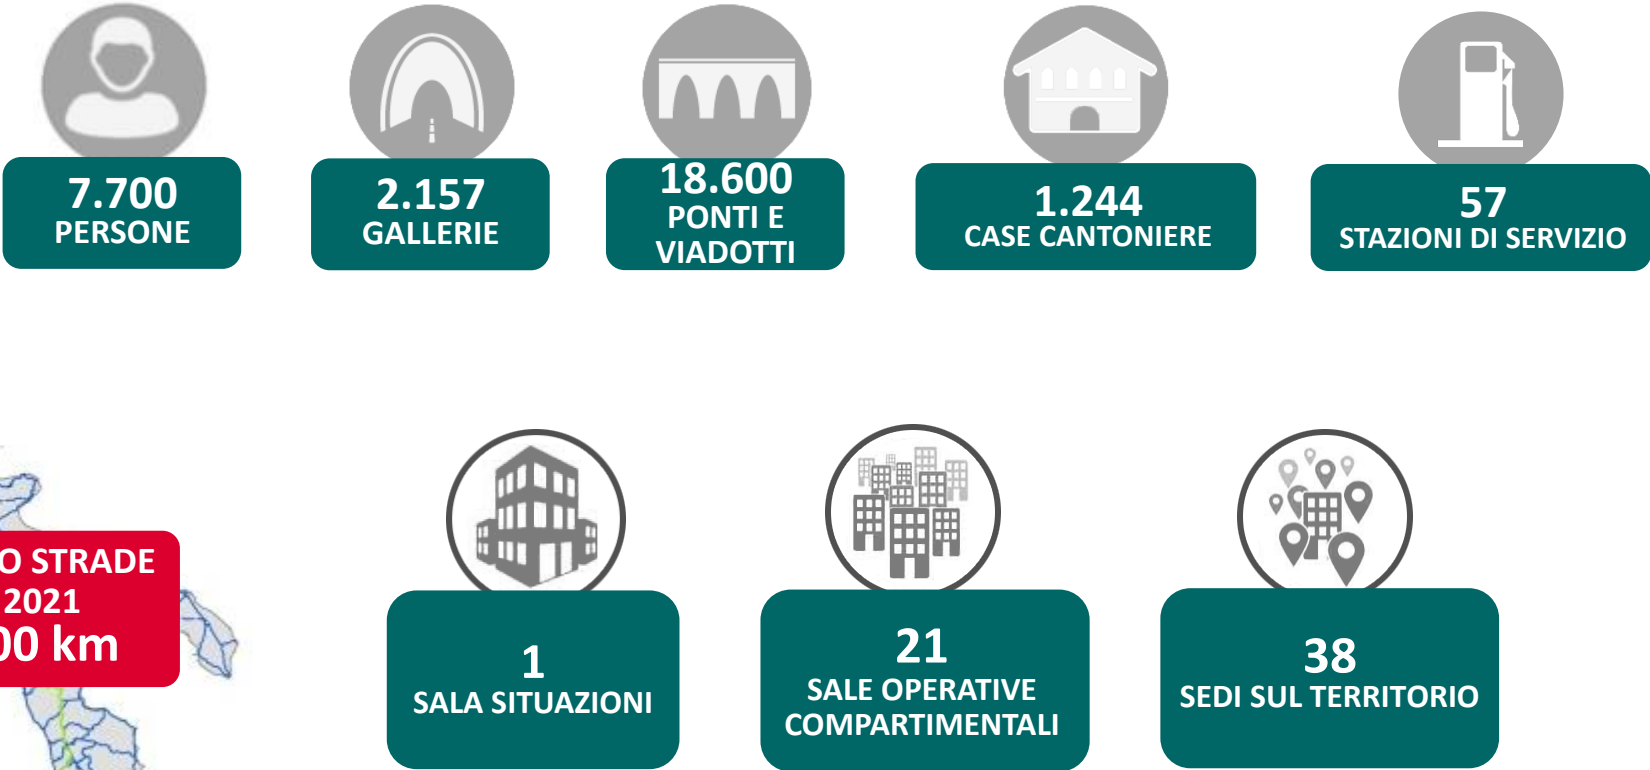 7.700
PERSONE
2.157
GALLERIE
18.600
PONTI E
VIADOTTI
1.244
CASE CANTONIERE
57
STAZIONI DI SERVIZIO
O STRADE
2021
00 km
1
SALA SITUAZIONI
21
SALE OPERATIVE
COMPARTIMENTALI
38
SEDI SUL TERRITORIO